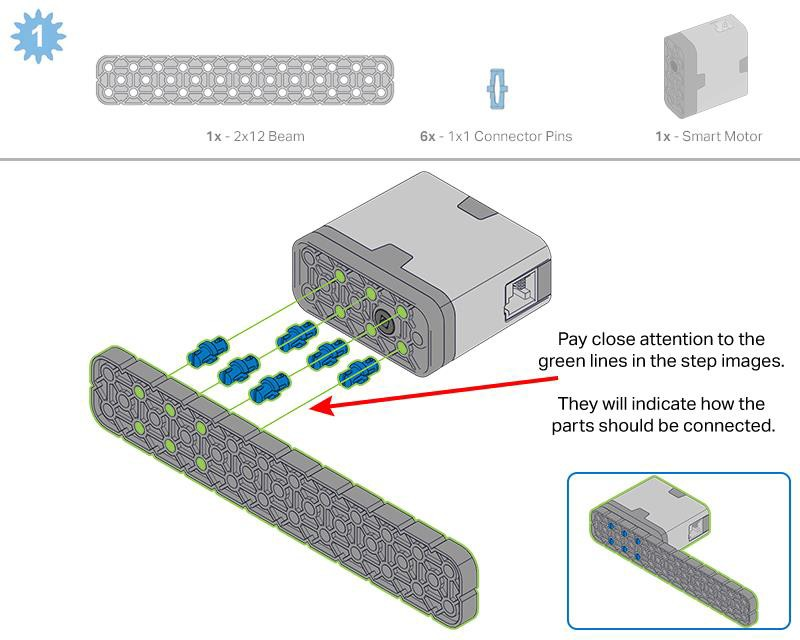 1
1x - 2x12 Beam
6x - 1x1 Connector Pins
1x - Smart Motor
Pay close attention to the
green lines in the step images.
They will indicate how the
parts should be connected.